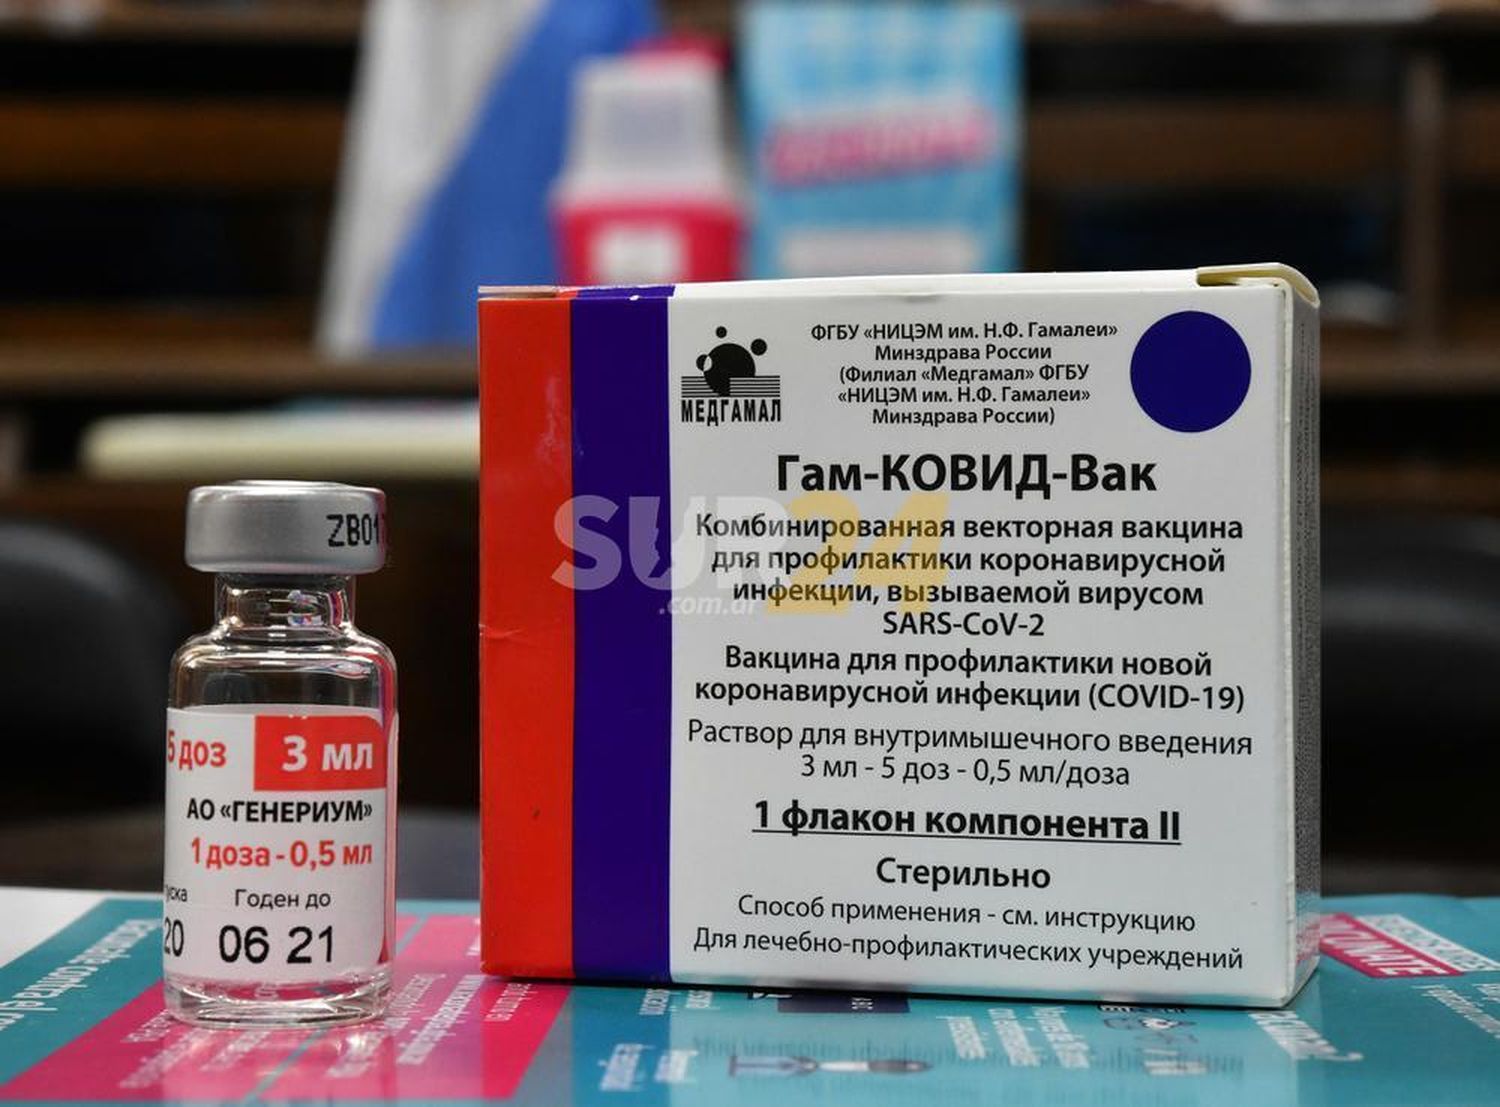 ФГБУ «НИЦЭМ им. Н.Ф. Гамалеи»
Минздрава России
(Филиал «Медгамал» ФГБУ
«НИЦЭМ им. Н.Ф. Гамалеи»
Минздрава России)
МЕДГАМАЛ
Гам-КОВИД-Вак
Комбинированная векторная вакцина
для профилактики коронавирусной
инфекции, вызываемой вирусом
SARS-CoV-2
Вакцина для профилактики новой
коронавирусной инфекции (COVID-19)
Раствор для внутримышечного введения
3 мл - 5 доз - 0,5 мл/доза
1 флакон компонента II
Стерильно
Способ применения - см. инструкцию
Для лечебно-профилактических учреждений
SUR24
.com.ar
ZB01
5 доз 3 мл
АО «ГЕНЕРИУМ»
1 доза - 0,5 мл
Годен до
20 06 21